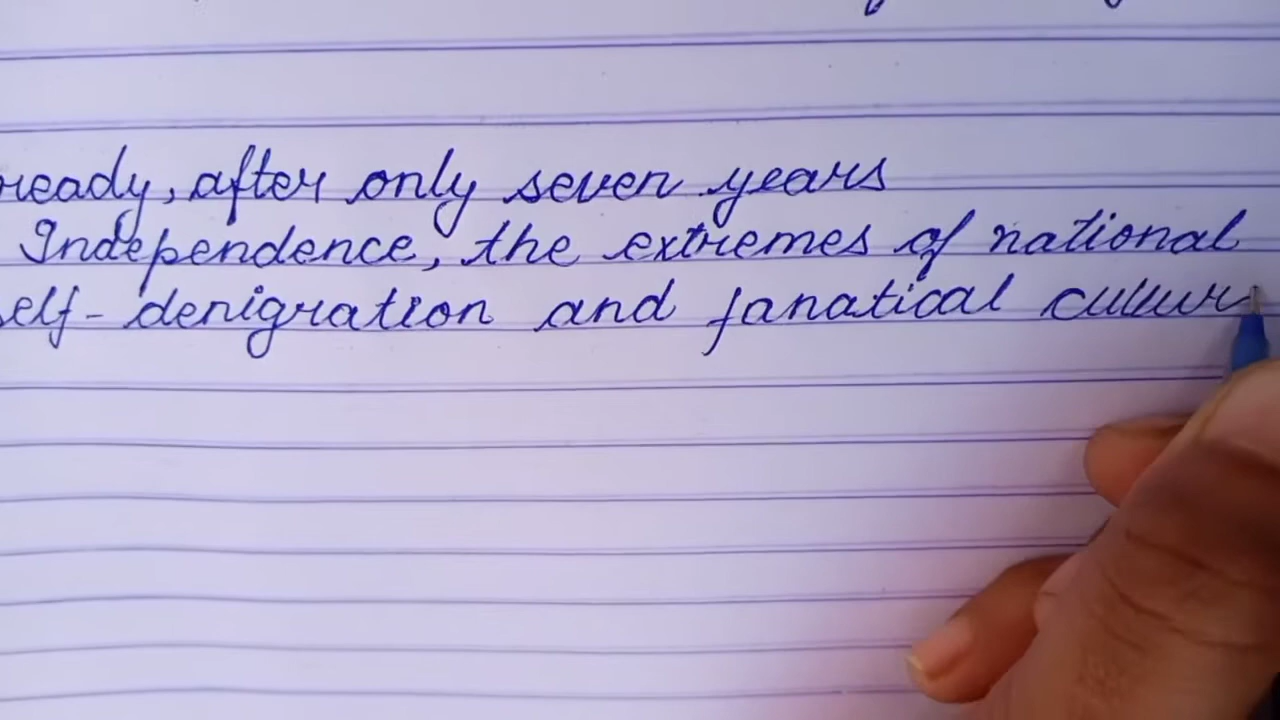 ready, after only seven years
Independence, the extremes of national
elf-denigration and fanatical cultur